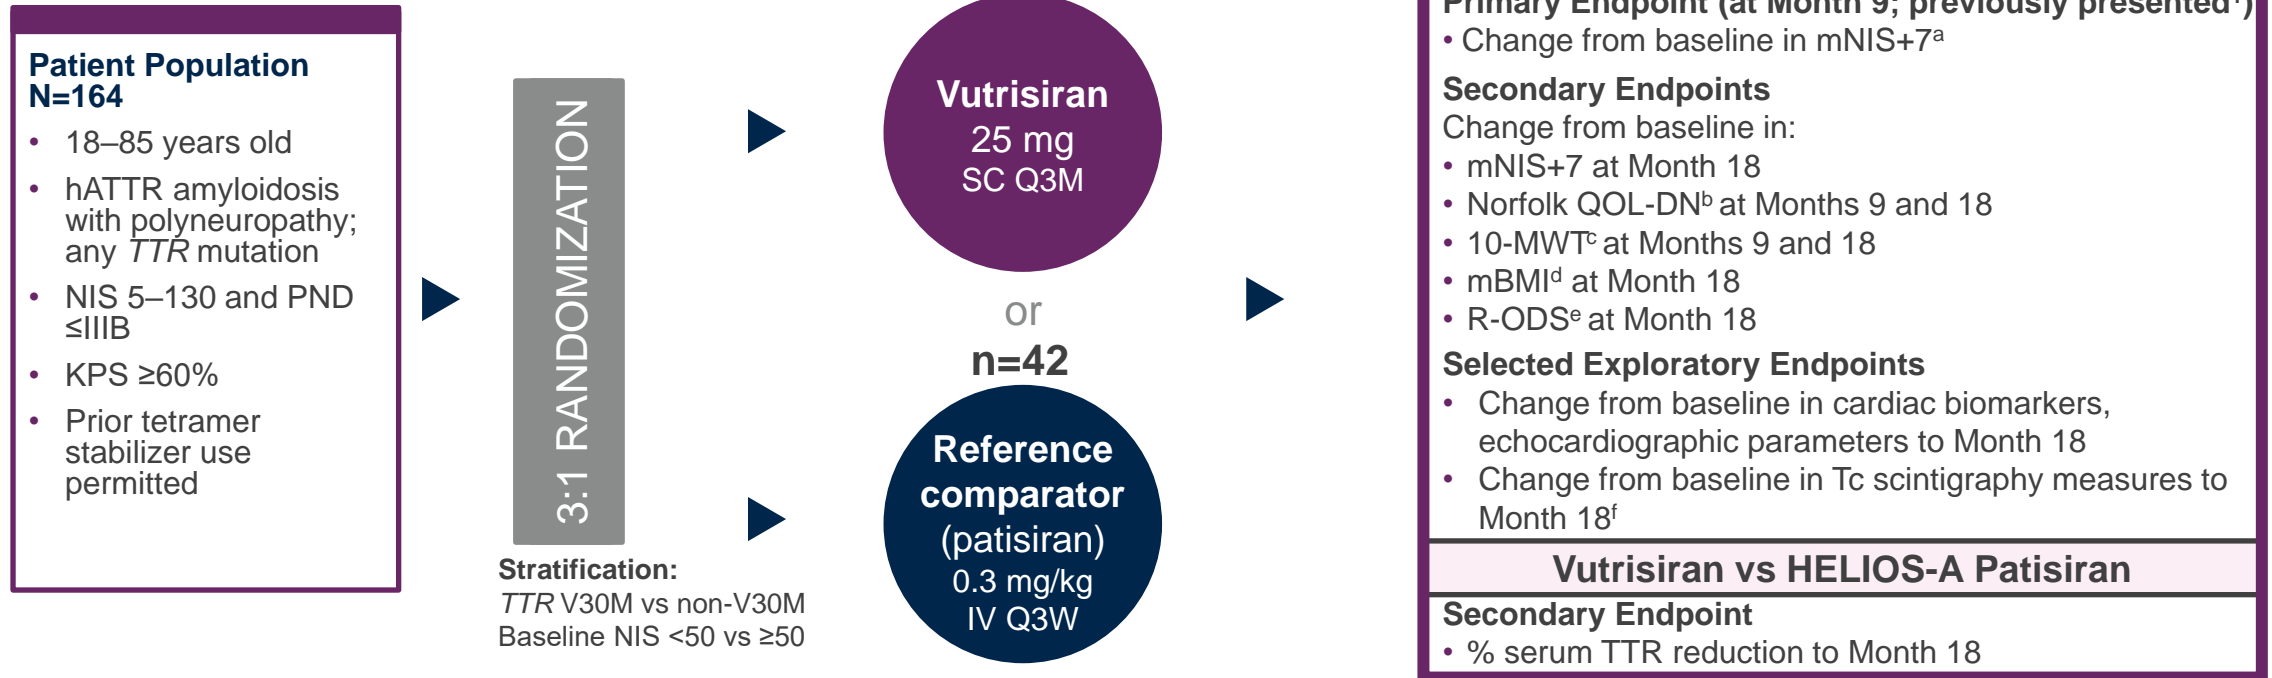 Patient Population
N=164
• 18–85 years old
• hATTR amyloidosis
with polyneuropathy;
any TTR mutation
• NIS 5–130 and PND
≤IIIB
• KPS ≥60%
• Prior tetramer
stabilizer use
permitted
3:1 RANDOMIZATION
Stratification:
TTR V30M vs non-V30M
Baseline NIS <50 vs ≥50
Vutrisiran
25 mg
SC Q3M
or
n=42
Reference
comparator
(patisiran)
0.3 mg/kg
IV Q3W
Primary Endpoint (at Month 9; previously presented¹)
• Change from baseline in mNIS+7ᵃ
Secondary Endpoints
Change from baseline in:
• mNIS+7 at Month 18
• Norfolk QOL-DNᵇ at Months 9 and 18
• 10-MWTᶜ at Months 9 and 18
• mBMIᵈ at Month 18
• R-ODSᵉ at Month 18
Selected Exploratory Endpoints
• Change from baseline in cardiac biomarkers,
echocardiographic parameters to Month 18
• Change from baseline in Tc scintigraphy measures to
Month 18ᶠ
Vutrisiran vs HELIOS-A Patisiran
Secondary Endpoint
• % serum TTR reduction to Month 18